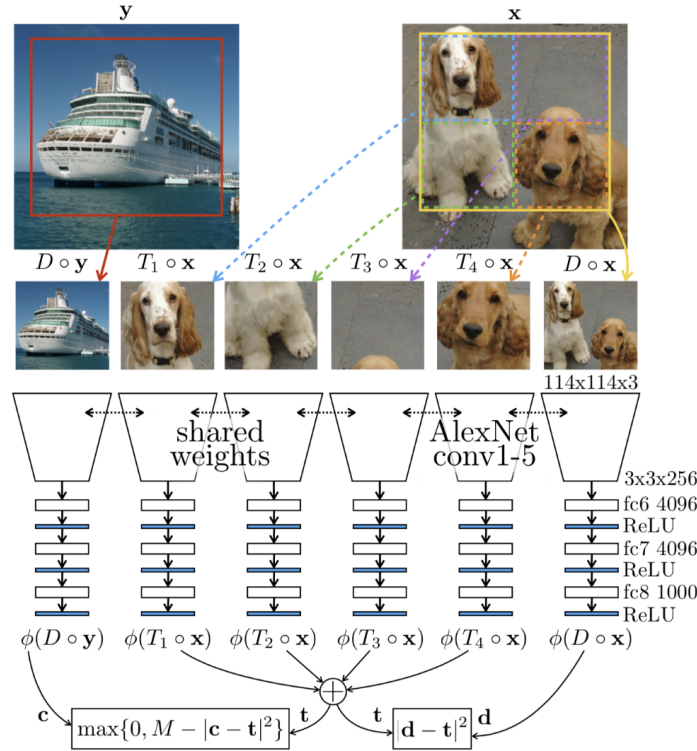 y x
D ∘ y T₁ ∘ x T₂ ∘ x T₃ ∘ x T₄ ∘ x D ∘ x
114x114x3
shared AlexNet
weights conv1-5
3x3x256
fc6 4096
ReLU
fc7 4096
ReLU
fc8 1000
ReLU
ϕ(D ∘ y) ϕ(T₁ ∘ x) ϕ(T₂ ∘ x) ϕ(T₃ ∘ x) ϕ(T₄ ∘ x) ϕ(D ∘ x)
c t t d
max{0, M − |c − t|²} |d − t|²